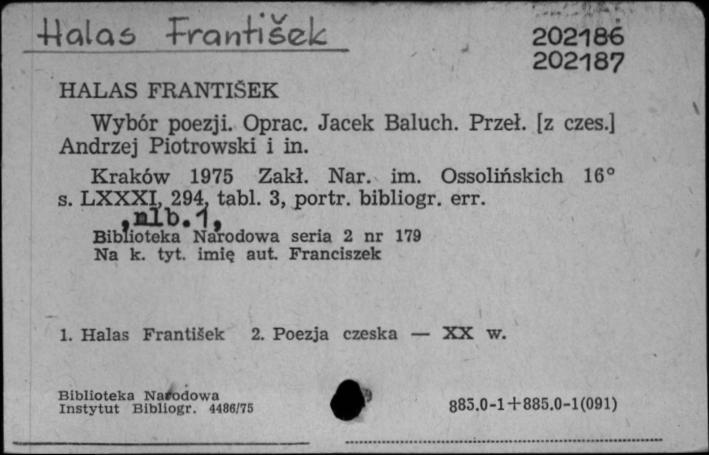 Halas František
202186
202187
HALAS FRANTIŠEK
Wybór poezji. Oprac. Jacek Baluch. Przeł. [z czes.]
Andrzej Piotrowski i in.
Kraków 1975 Zakł. Nar. im. Ossolińskich 16°
s. LXXXI, 294, tabl. 3, portr. bibliogr. err.
, nlb. 1,
Biblioteka Narodowa seria 2 nr 179
Na k. tyt. imię aut. Franciszek
1. Halas František 2. Poezja czeska — XX w.
Biblioteka Narodowa
Instytut Bibliogr. 4486/75
885.0-1+885.0-1(091)